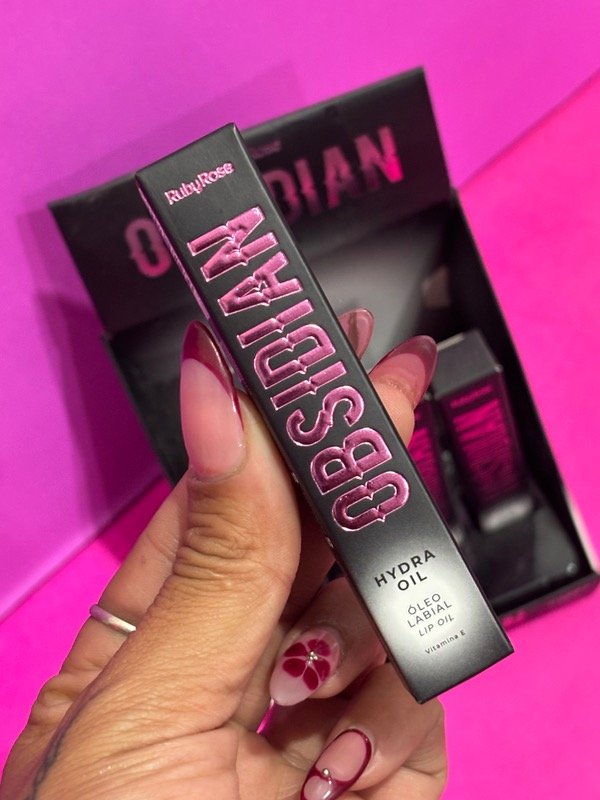 RubyRose
OBSIDIAN
HYDRA
OIL
ÓLEO
LABIAL
LIP OIL
Vitamina E